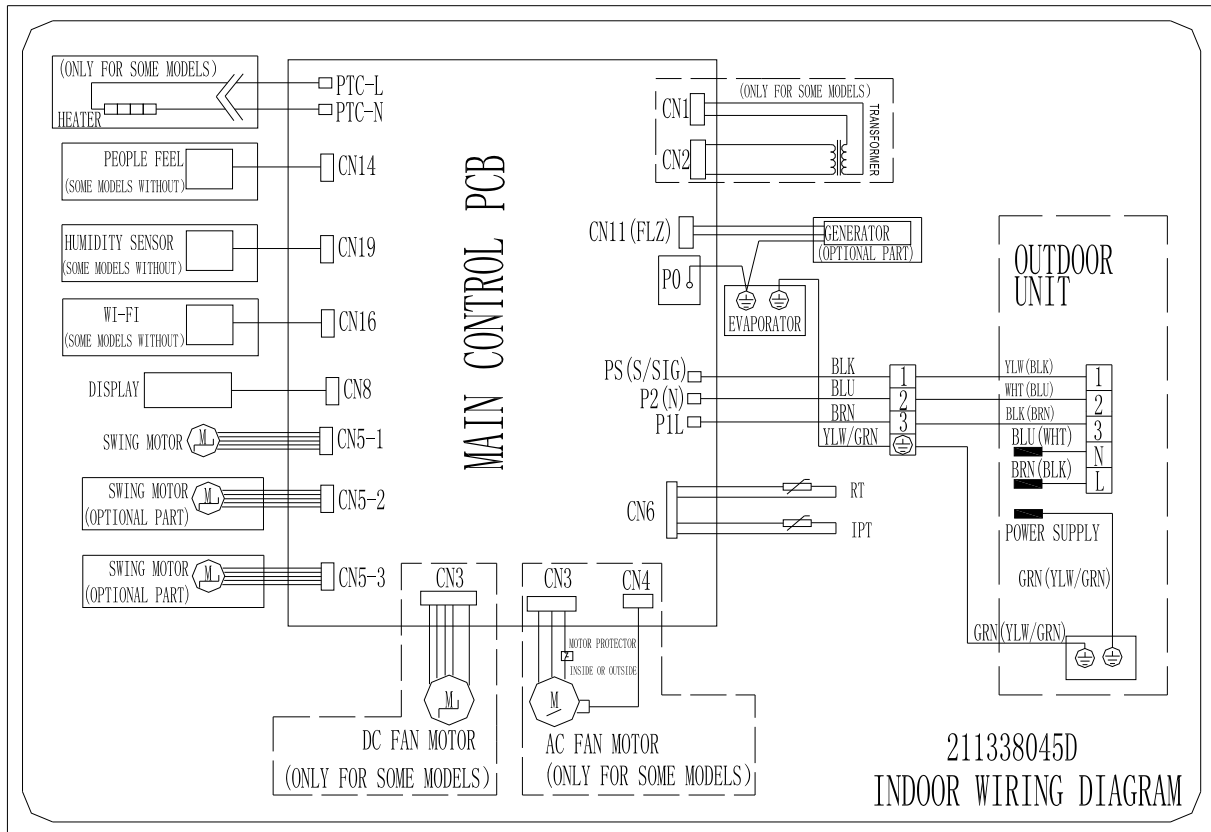 (ONLY FOR SOME MODELS)
HEATER
PTC-L
PTC-N
PEOPLE FEEL
(SOME MODELS WITHOUT)
CN14
HUMIDITY SENSOR
(SOME MODELS WITHOUT)
CN19
WI-FI
(SOME MODELS WITHOUT)
CN16
DISPLAY
CN8
SWING MOTOR
M
CN5-1
SWING MOTOR
(OPTIONAL PART)
M
CN5-2
SWING MOTOR
(OPTIONAL PART)
M
CN5-3
MAIN CONTROL PCB
(ONLY FOR SOME MODELS)
CN1
CN2
TRANSFORMER
CN11(FLZ)
GENERATOR
(OPTIONAL PART)
P0
EVAPORATOR
PS(S/SIG)
P2(N)
P1L
BLK
BLU
BRN
YLW/GRN
1
2
3
OUTDOOR
UNIT
YLW(BLK)
WHT(BLU)
BLK(BRN)
BLU(WHT)
BRN(BLK)
1
2
3
N
L
POWER SUPPLY
GRN(YLW/GRN)
GRN(YLW/GRN)
CN6
RT
IPT
CN3
M
DC FAN MOTOR
(ONLY FOR SOME MODELS)
CN3
CN4
MOTOR PROTECTOR
INSIDE OR OUTSIDE
M
AC FAN MOTOR
(ONLY FOR SOME MODELS)
211338045D
INDOOR WIRING DIAGRAM